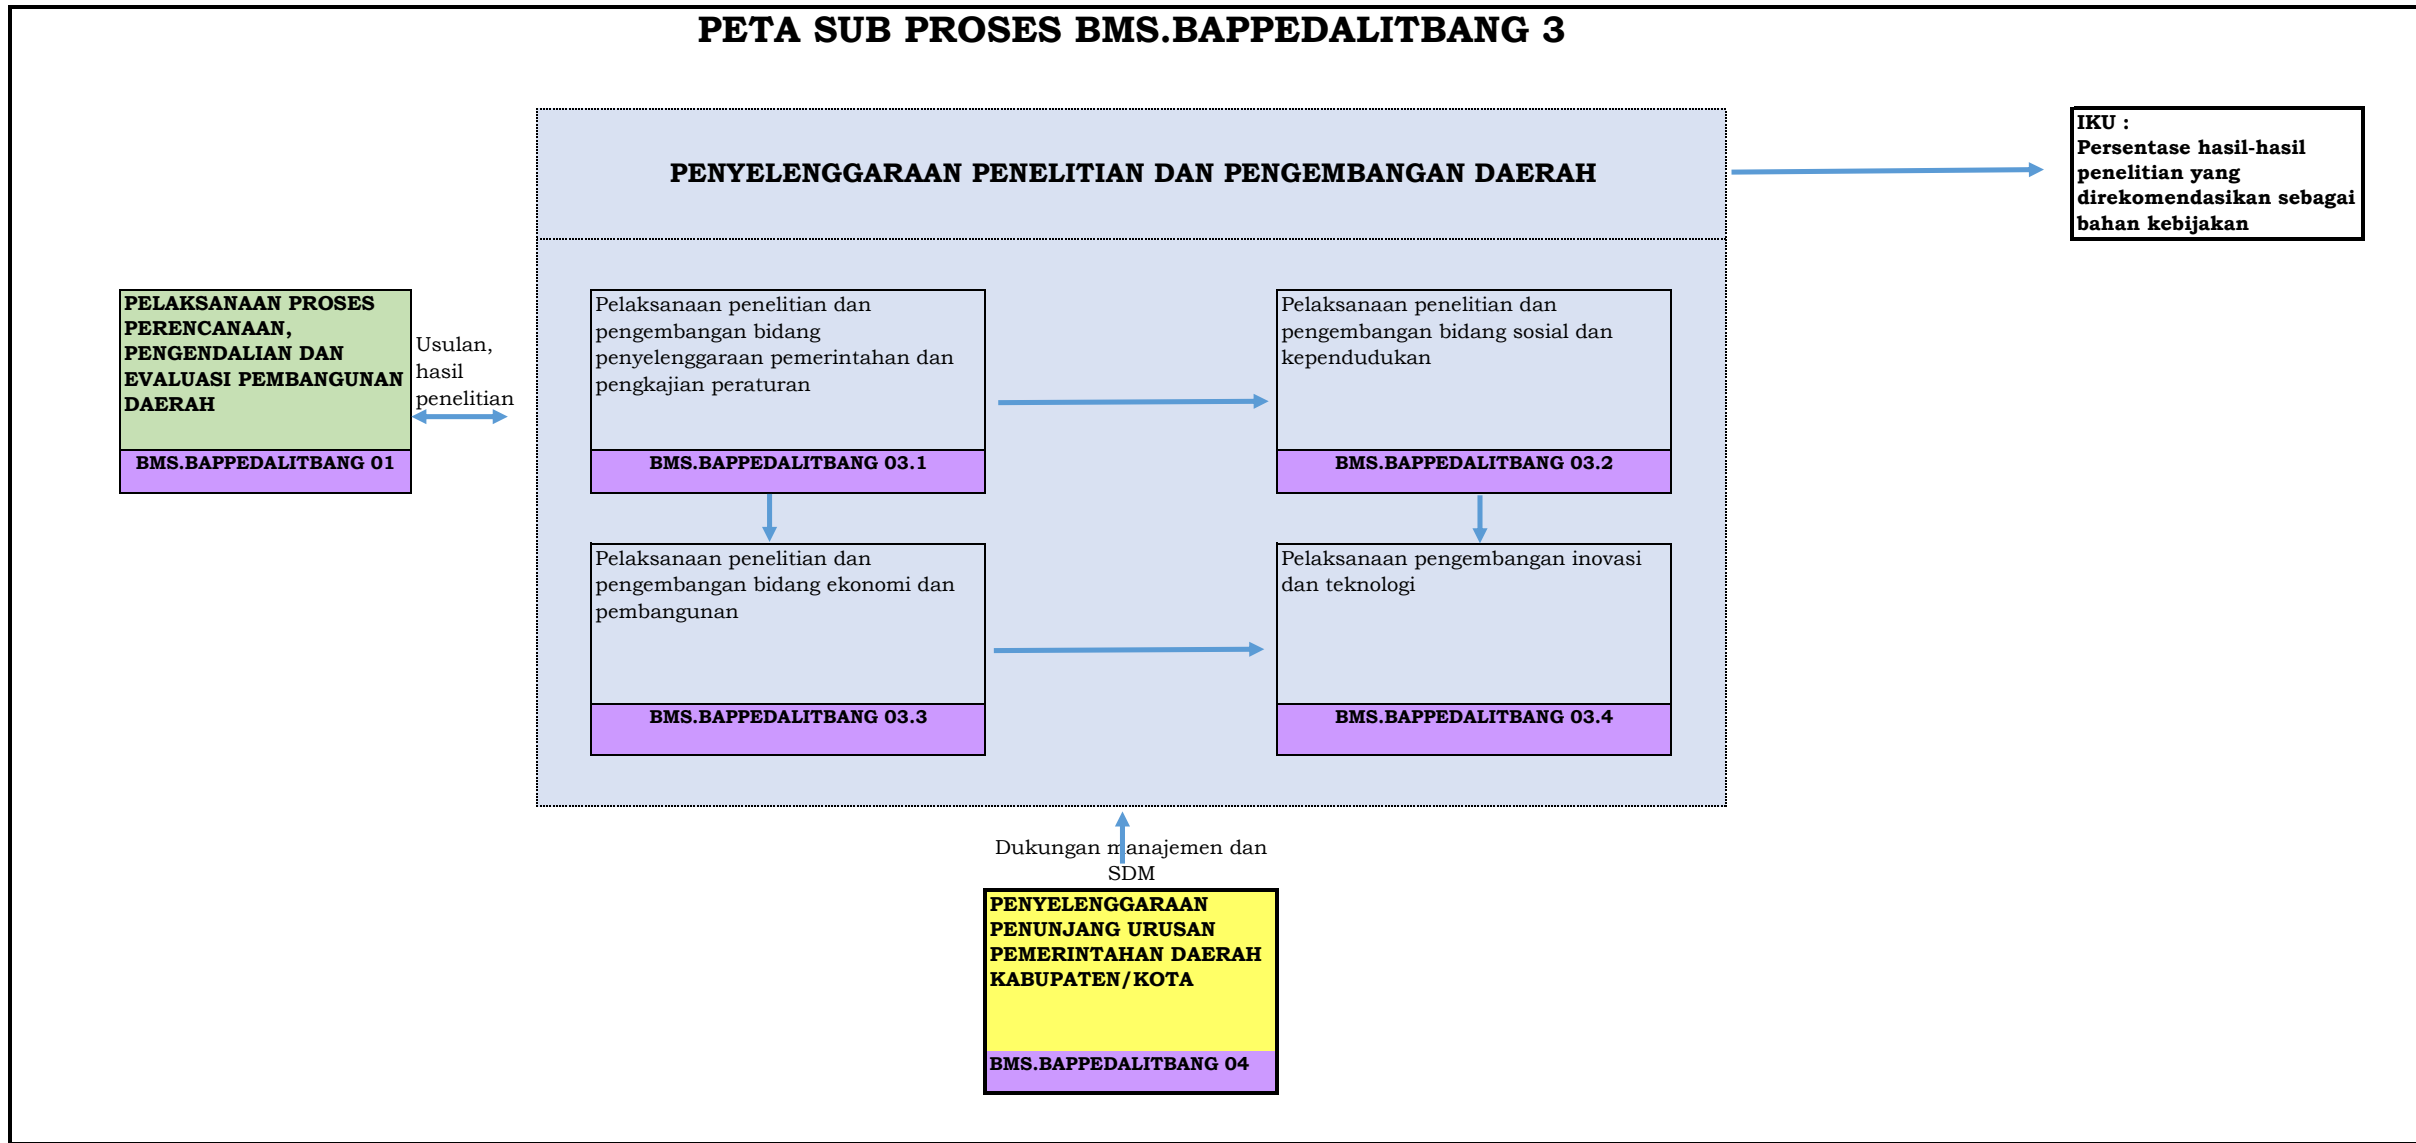 PETA SUB PROSES BMS.BAPPEDALITBANG 3
PENYELENGGARAAN PENELITIAN DAN PENGEMBANGAN DAERAH
IKU :
Persentase hasil-hasil
penelitian yang
direkomendasikan sebagai
bahan kebijakan
PELAKSANAAN PROSES
PERENCANAAN,
PENGENDALIAN DAN
EVALUASI PEMBANGUNAN
DAERAH
BMS.BAPPEDALITBANG 01
Usulan,
hasil
penelitian
Pelaksanaan penelitian dan
pengembangan bidang
penyelenggaraan pemerintahan dan
pengkajian peraturan
BMS.BAPPEDALITBANG 03.1
Pelaksanaan penelitian dan
pengembangan bidang sosial dan
kependudukan
BMS.BAPPEDALITBANG 03.2
Pelaksanaan penelitian dan
pengembangan bidang ekonomi dan
pembangunan
BMS.BAPPEDALITBANG 03.3
Pelaksanaan pengembangan inovasi
dan teknologi
BMS.BAPPEDALITBANG 03.4
Dukungan manajemen dan
SDM
PENYELENGGARAAN
PENUNJANG URUSAN
PEMERINTAHAN DAERAH
KABUPATEN/KOTA
BMS.BAPPEDALITBANG 04